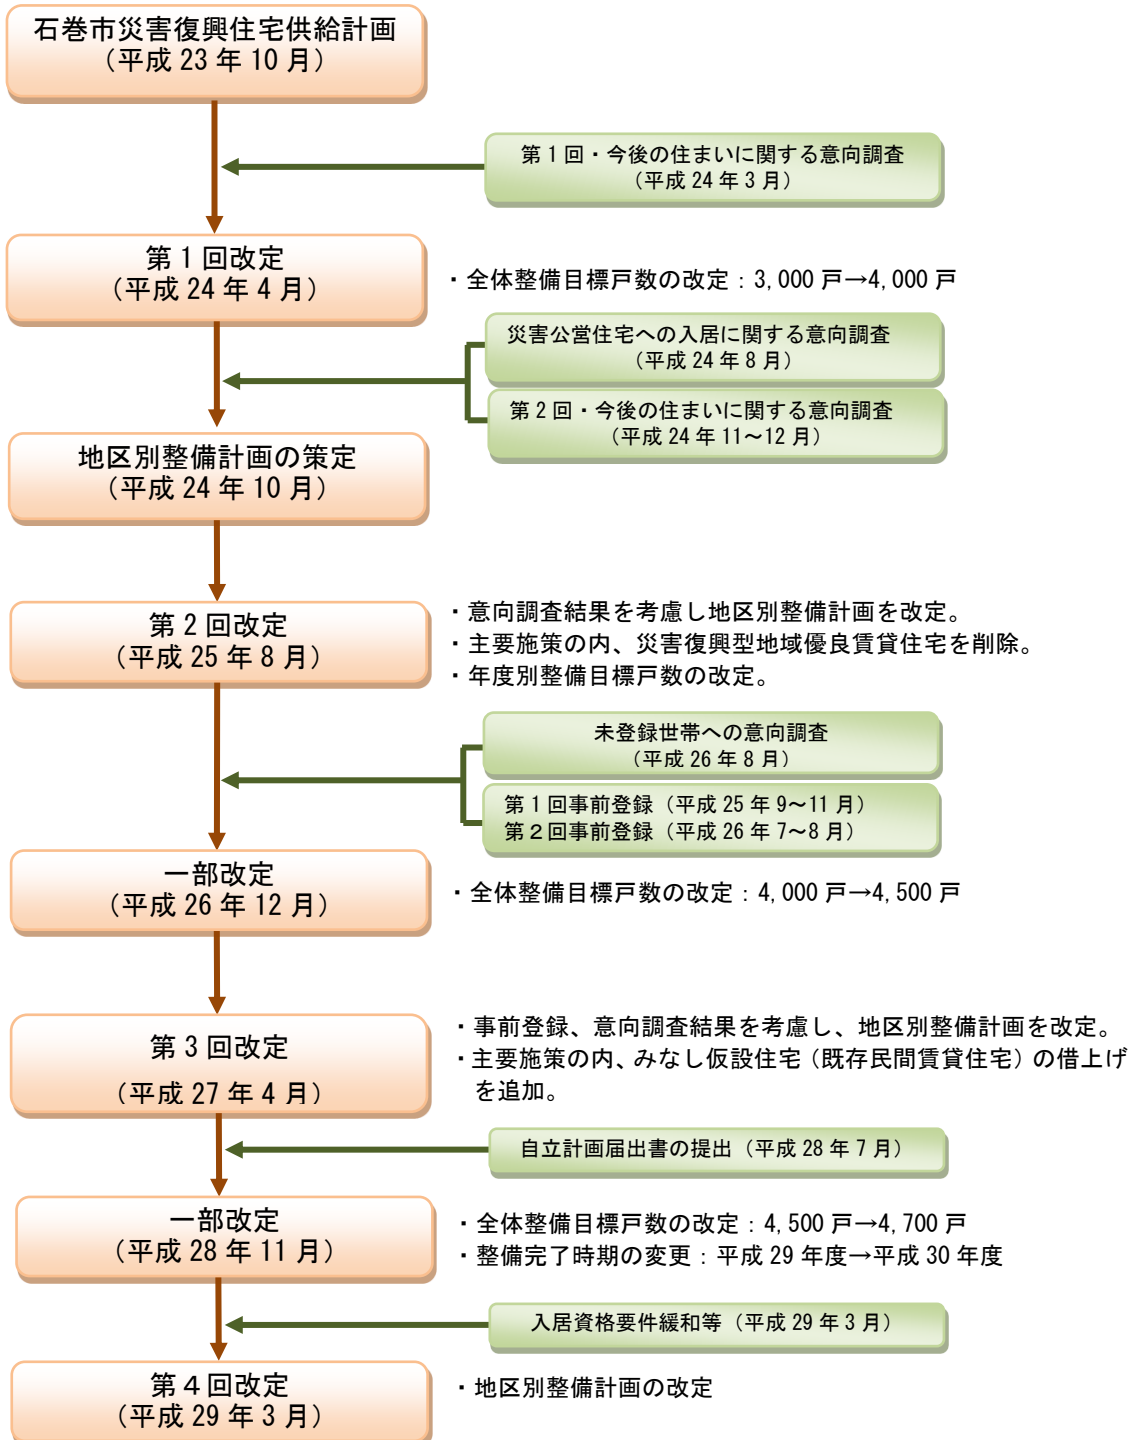 石巻市災害復興住宅供給計画
（平成 23 年 10 月）
第 1 回・今後の住まいに関する意向調査
（平成 24 年 3 月）
第 1 回改定
（平成 24 年 4 月）
・全体整備目標戸数の改定：3,000 戸→4,000 戸
災害公営住宅への入居に関する意向調査
（平成 24 年 8 月）
第 2 回・今後の住まいに関する意向調査
（平成 24 年 11～12 月）
地区別整備計画の策定
（平成 24 年 10 月）
第 2 回改定
（平成 25 年 8 月）
・意向調査結果を考慮し地区別整備計画を改定。
・主要施策の内、災害復興型地域優良賃貸住宅を削除。
・年度別整備目標戸数の改定。
未登録世帯への意向調査
（平成 26 年 8 月）
第 1 回事前登録（平成 25 年 9～11 月）
第２回事前登録（平成 26 年 7～8 月）
一部改定
（平成 26 年 12 月）
・全体整備目標戸数の改定：4,000 戸→4,500 戸
第 3 回改定
（平成 27 年 4 月）
・事前登録、意向調査結果を考慮し、地区別整備計画を改定。
・主要施策の内、みなし仮設住宅（既存民間賃貸住宅）の借上げ
を追加。
自立計画届出書の提出（平成 28 年 7 月）
一部改定
（平成 28 年 11 月）
・全体整備目標戸数の改定：4,500 戸→4,700 戸
・整備完了時期の変更：平成 29 年度→平成 30 年度
入居資格要件緩和等（平成 29 年 3 月）
第４回改定
（平成 29 年 3 月）
・地区別整備計画の改定